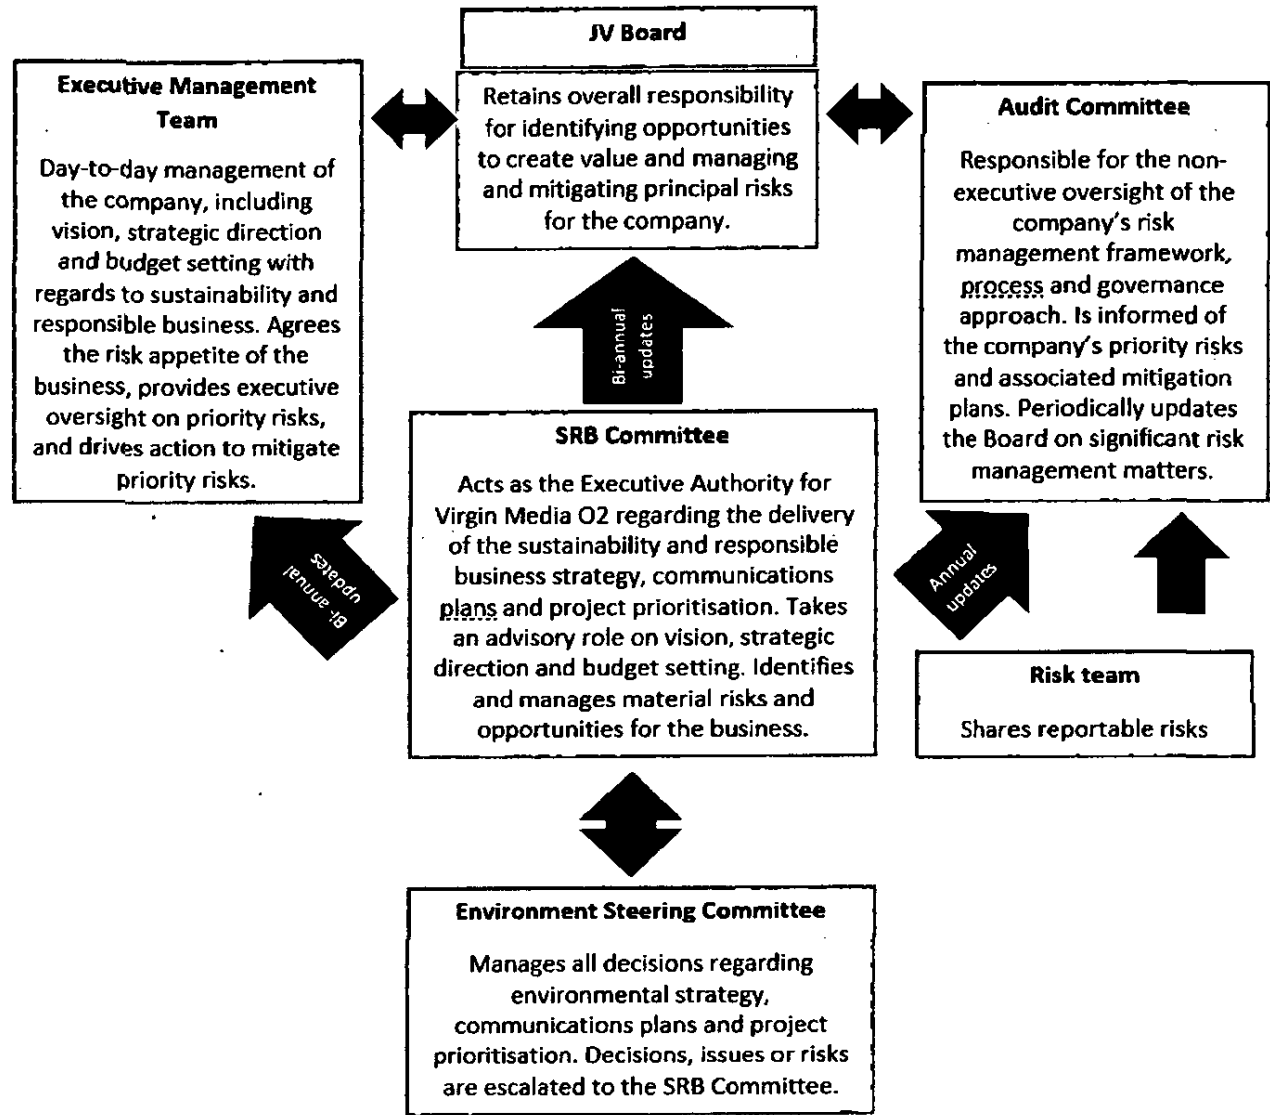 JV Board
Retains overall responsibility
for identifying opportunities
to create value and managing
and mitigating principal risks
for the company.
Executive Management
Team
Day-to-day management of
the company, including
vision, strategic direction
and budget setting with
regards to sustainability and
responsible business. Agrees
the risk appetite of the
business, provides executive
oversight on priority risks,
and drives action to mitigate
priority risks.
Audit Committee
Responsible for the non-
executive oversight of the
company's risk
management framework,
process and governance
approach. Is informed of
the company's priority risks
and associated mitigation
plans. Periodically updates
the Board on significant risk
management matters.
Bi-annual
updates
SRB Committee
Acts as the Executive Authority for
Virgin Media O2 regarding the delivery
of the sustainability and responsible
business strategy, communications
plans and project prioritisation. Takes
an advisory role on vision, strategic
direction and budget setting. Identifies
and manages material risks and
opportunities for the business.
Bi- annual
updates
Annual
updates
Risk team
Shares reportable risks
Environment Steering Committee
Manages all decisions regarding
environmental strategy,
communications plans and project
prioritisation. Decisions, issues or risks
are escalated to the SRB Committee.